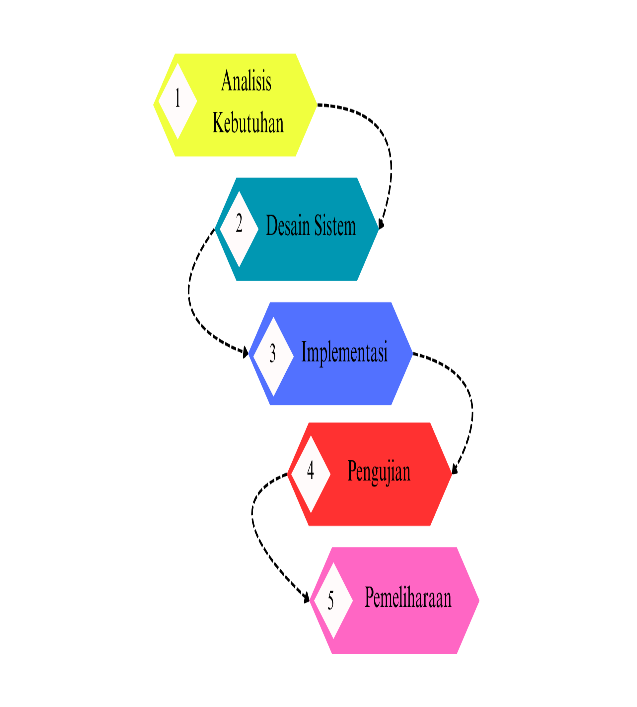 1
Analisis
Kebutuhan
2
Desain Sistem
3
Implementasi
4
Pengujian
5
Pemeliharaan